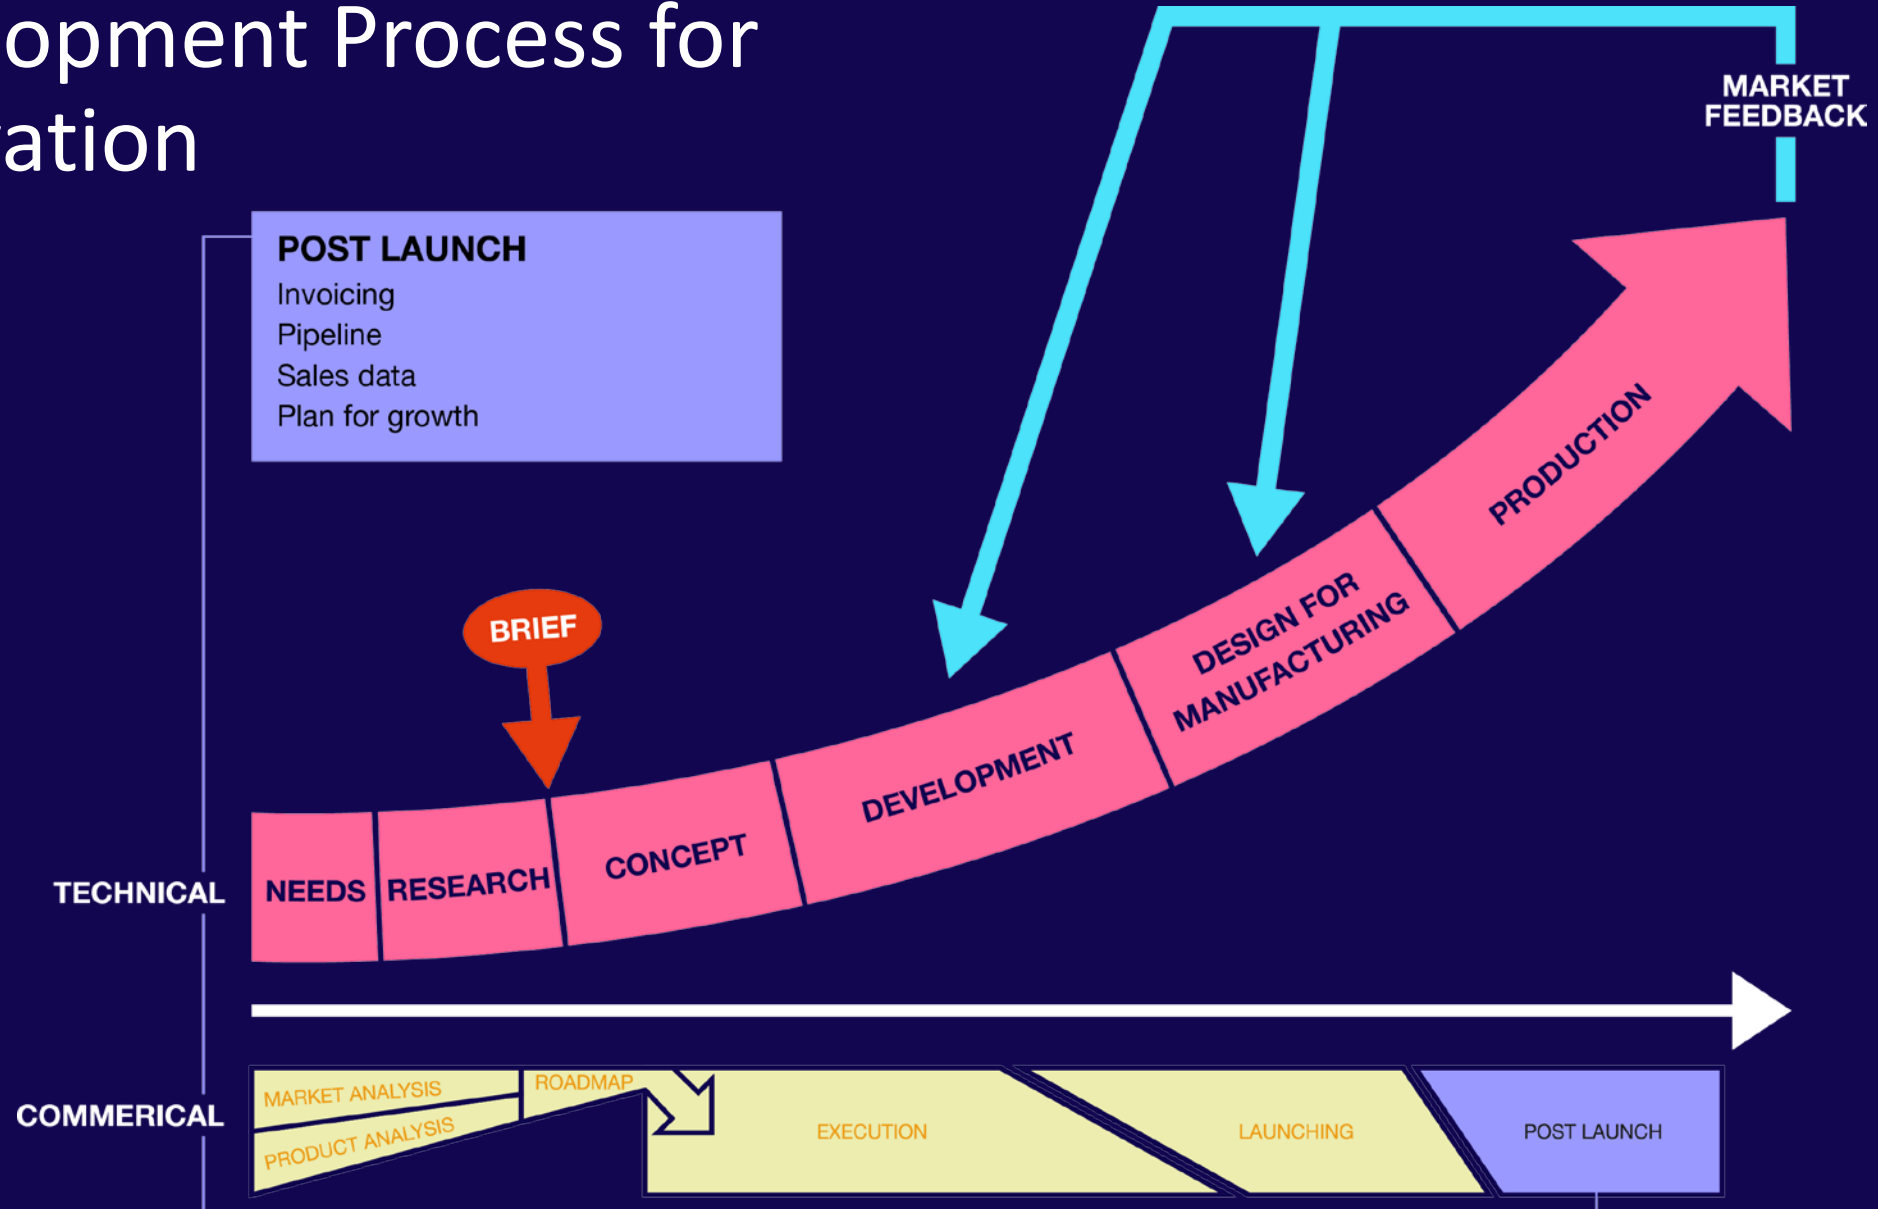 opment Process for
ation
MARKET
FEEDBACK
POST LAUNCH
Invoicing
Pipeline
Sales data
Plan for growth
BRIEF
PRODUCTION
DESIGN FOR
MANUFACTURING
DEVELOPMENT
CONCEPT
TECHNICAL
NEEDS
RESEARCH
COMMERICAL
MARKET ANALYSIS
PRODUCT ANALYSIS
ROADMAP
EXECUTION
LAUNCHING
POST LAUNCH